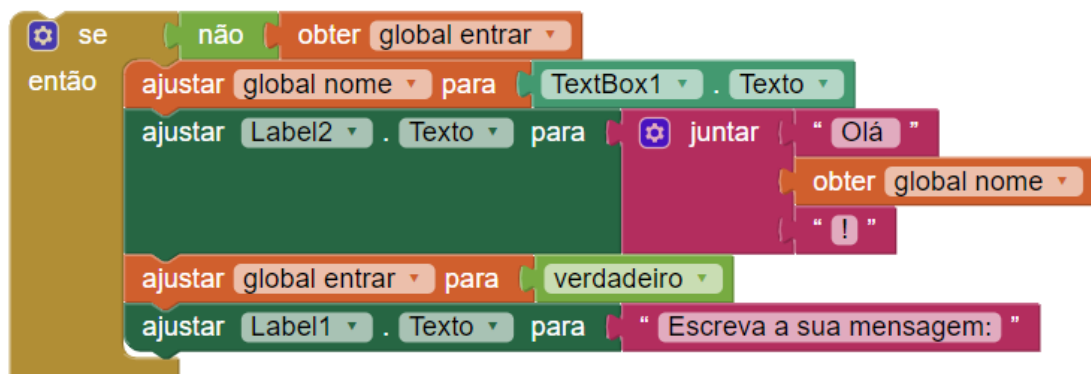 se não obter global entrar
então ajustar global nome para TextBox1 . Texto
ajustar Label2 . Texto para juntar “ Olá ”
obter global nome
“ ! ”
ajustar global entrar para verdadeiro
ajustar Label1 . Texto para “ Escreva a sua mensagem: ”